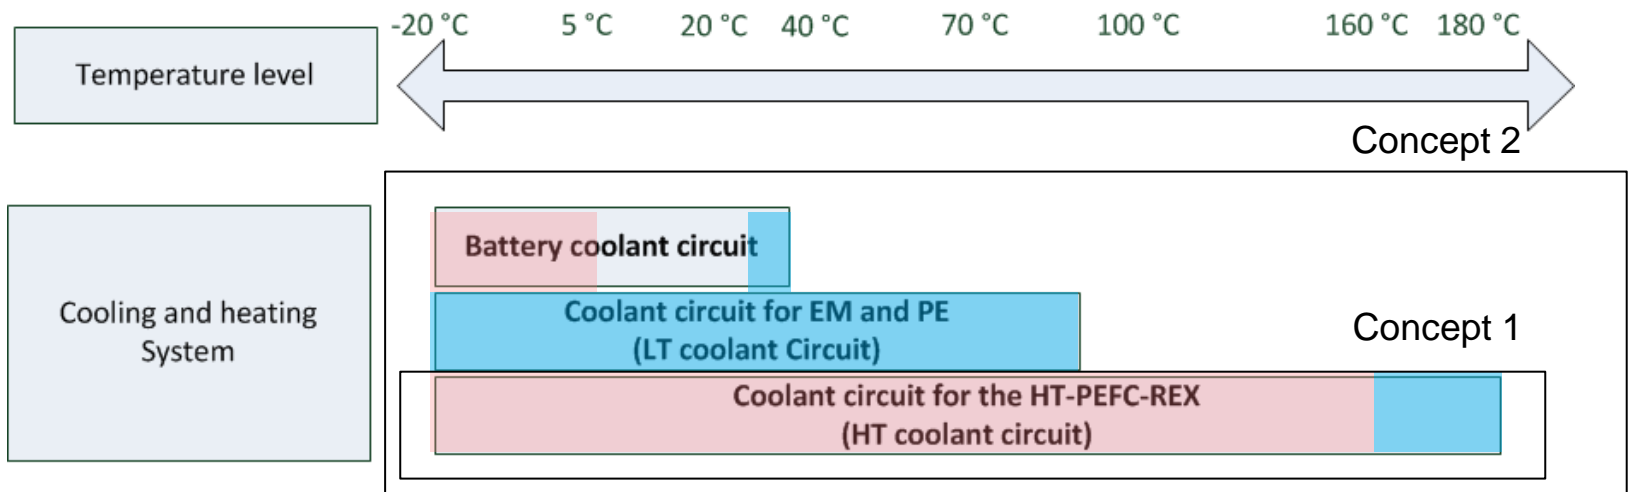 -20 °C 5 °C 20 °C 40 °C 70 °C 100 °C 160 °C 180 °C
Temperature level
Concept 2
Battery coolant circuit
Cooling and heating
System
Coolant circuit for EM and PE
(LT coolant Circuit)
Concept 1
Coolant circuit for the HT-PEFC-REX
(HT coolant circuit)